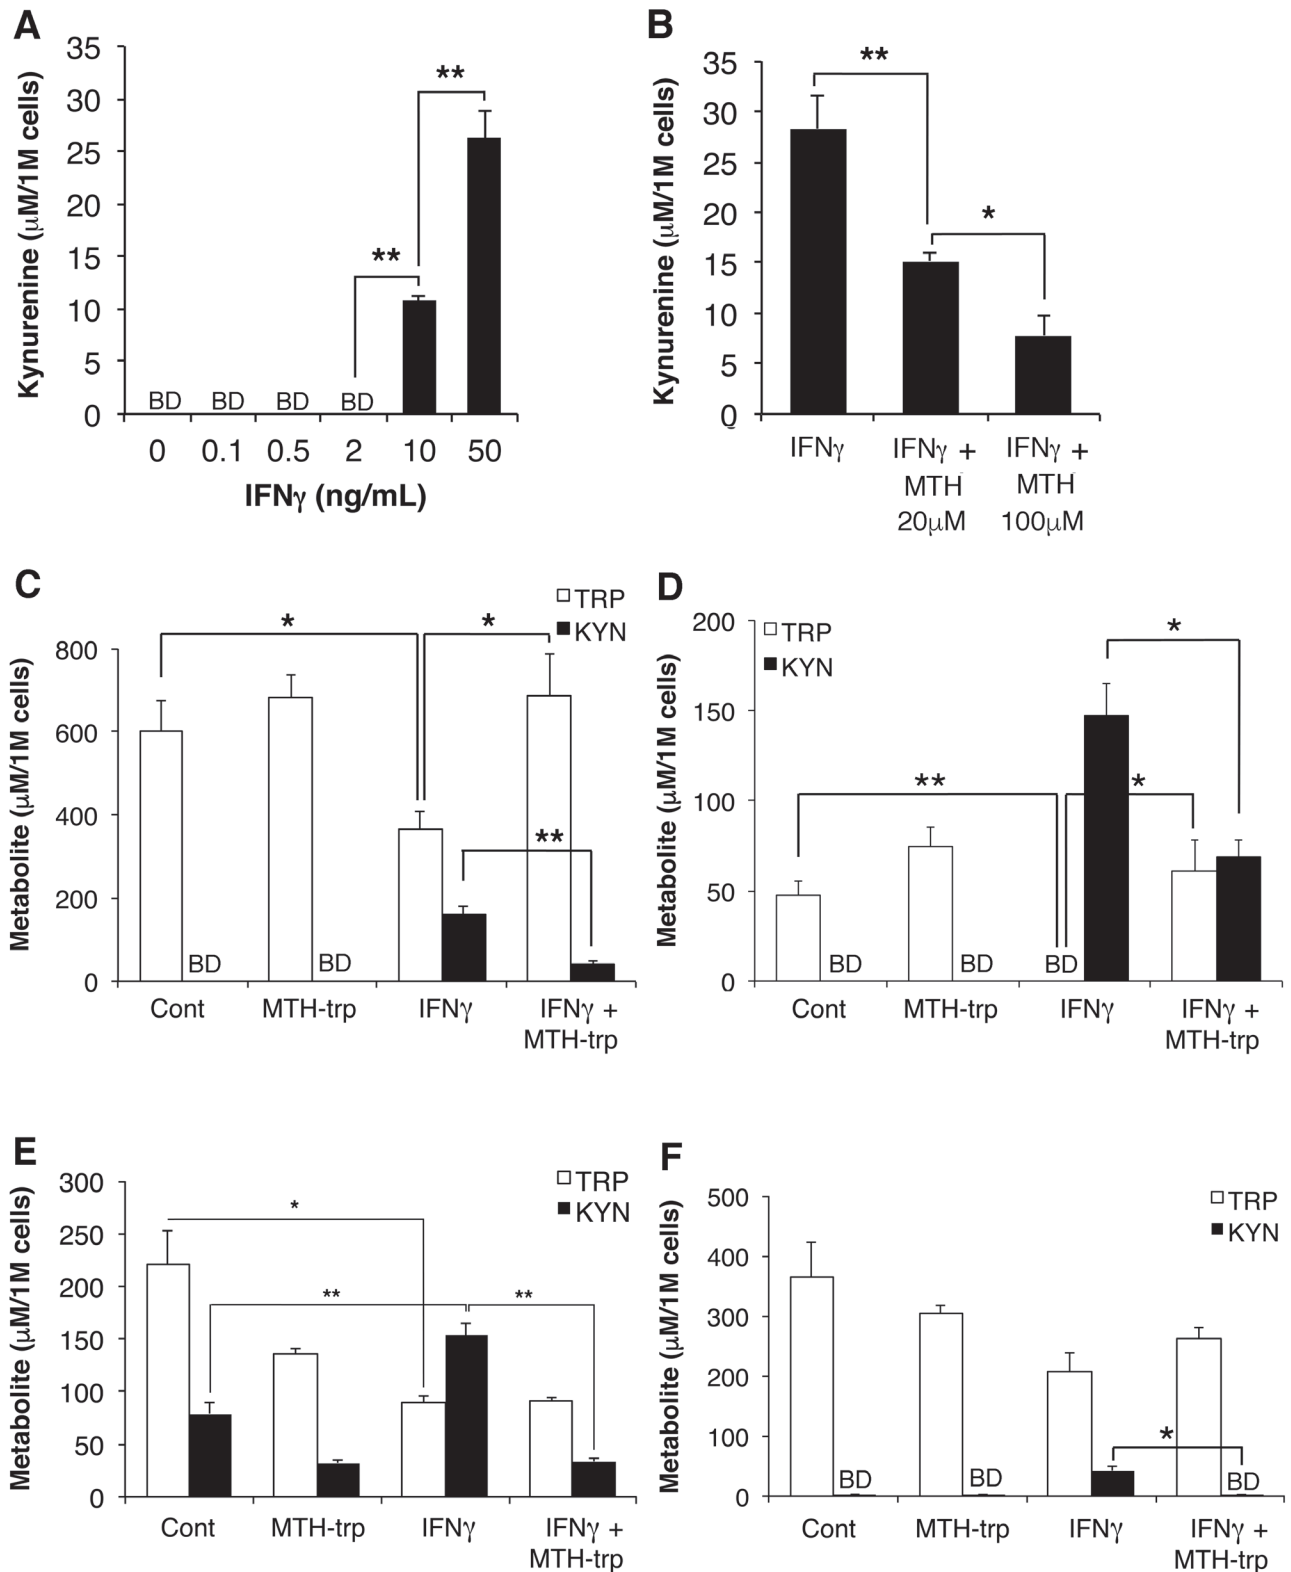 A
Kynurenine (μM/1M cells)
35
30
25
20
15
10
5
0
**
**
BD BD BD BD
0 0.1 0.5 2 10 50
IFNγ (ng/mL)
B
Kynurenine (μM/1M cells)
35
30
25
20
15
10
5
0
**
*
IFNγ IFNγ + IFNγ +
MTH MTH
20μM 100μM
C
Metabolite (μM/1M cells)
TRP
KYN
800
600
400
200
0
*
*
**
BD BD
Cont MTH-trp IFNγ IFNγ +
MTH-trp
D
Metabolite (μM/1M cells)
TRP
KYN
200
150
100
50
0
*
**
*
BD BD BD
Cont MTH-trp IFNγ IFNγ +
MTH-trp
E
Metabolite (μM/1M cells)
TRP
KYN
300
250
200
150
100
50
0
*
**
**
Cont MTH-trp IFNγ IFNγ +
MTH-trp
F
Metabolite (μM/1M cells)
TRP
KYN
500
400
300
200
100
0
*
BD BD BD
Cont MTH-trp IFNγ IFNγ +
MTH-trp